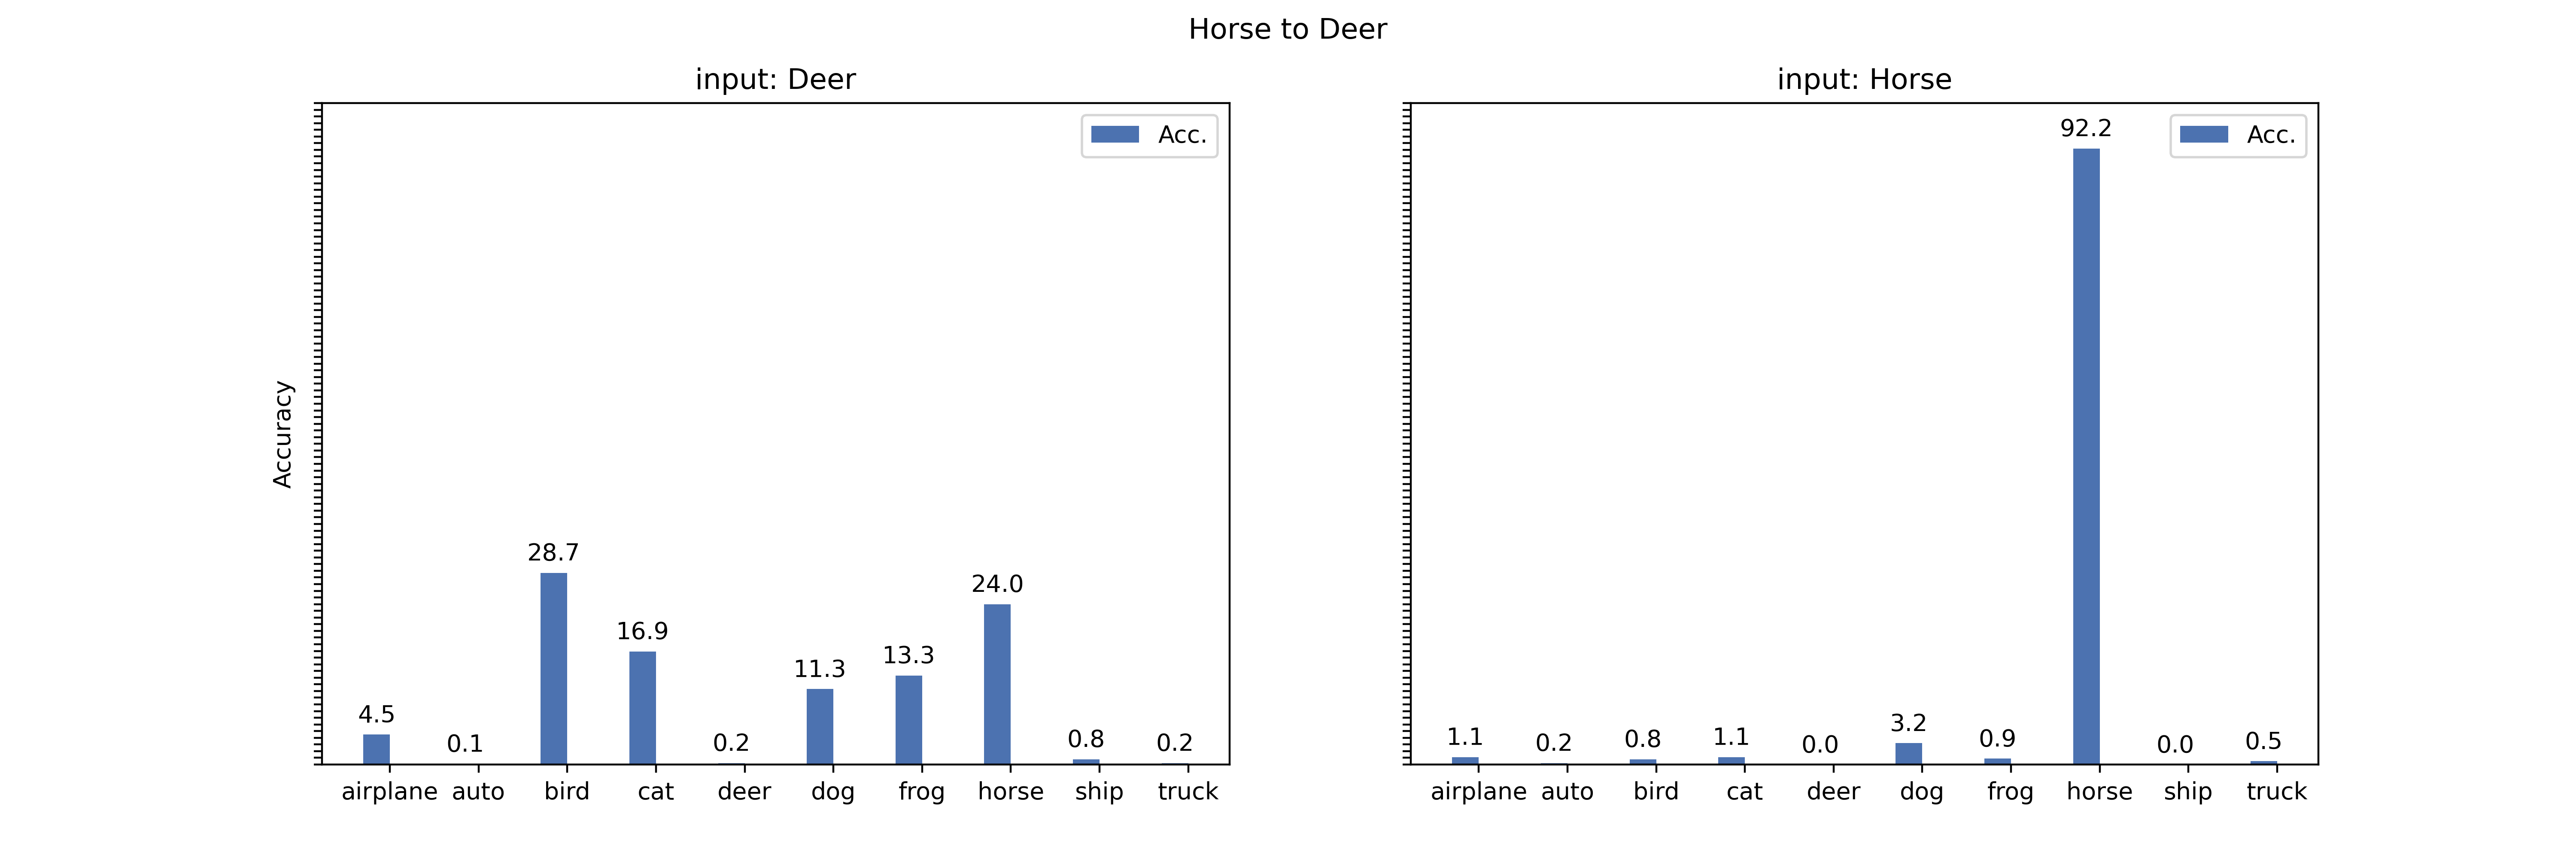 Horse to Deer
input: Deer
Acc.
Accuracy
28.7
24.0
16.9
13.3
11.3
4.5
0.8
0.1
0.2
0.2
airplane auto bird cat deer dog frog horse ship truck
input: Horse
Acc.
92.2
3.2
1.1
0.2
0.8
1.1
0.0
0.9
0.0
0.5
airplane auto bird cat deer dog frog horse ship truck